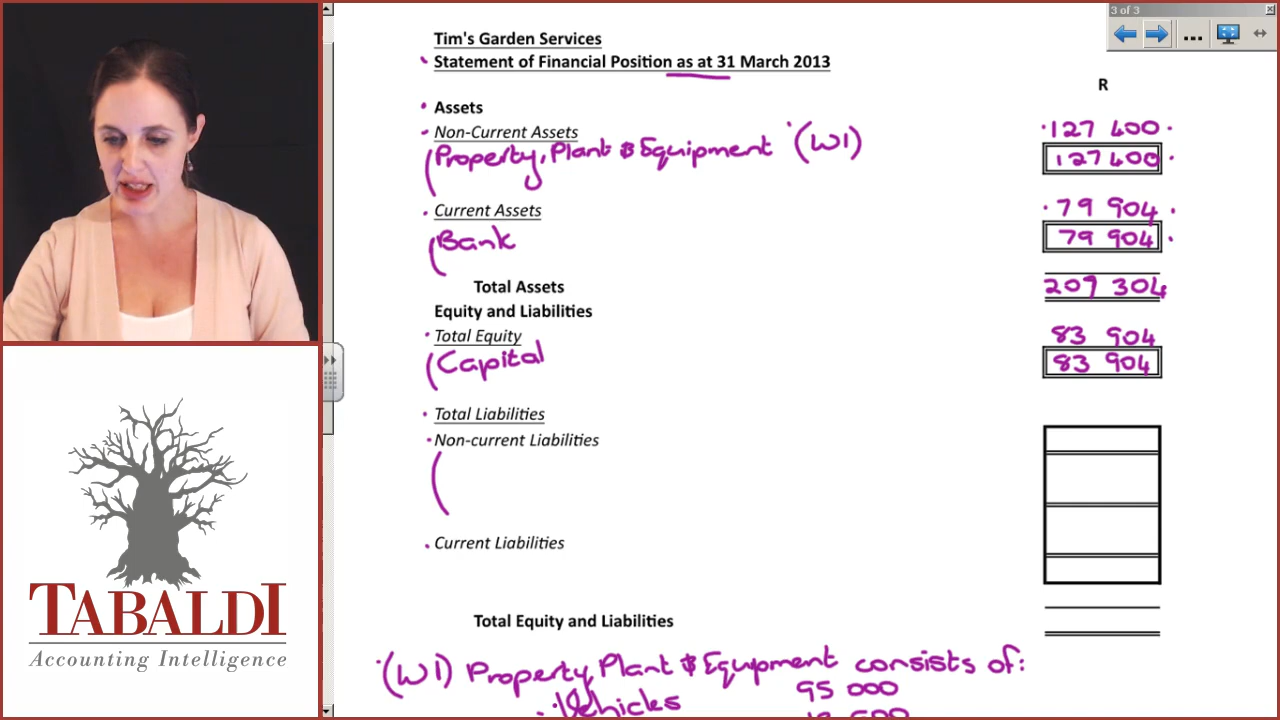 3 of 3
Tim's Garden Services
Statement of Financial Position as at 31 March 2013
R
Assets
Non-Current Assets
127 400
Property, Plant & Equipment (W1)
127 400
Current Assets
79 904
Bank
79 904
Total Assets
207 304
Equity and Liabilities
Total Equity
83 904
Capital
83 904
Total Liabilities
Non-current Liabilities
Current Liabilities
Total Equity and Liabilities
(W1) Property, Plant & Equipment consists of:
Vehicles 95 000
TABALDI
Accounting Intelligence